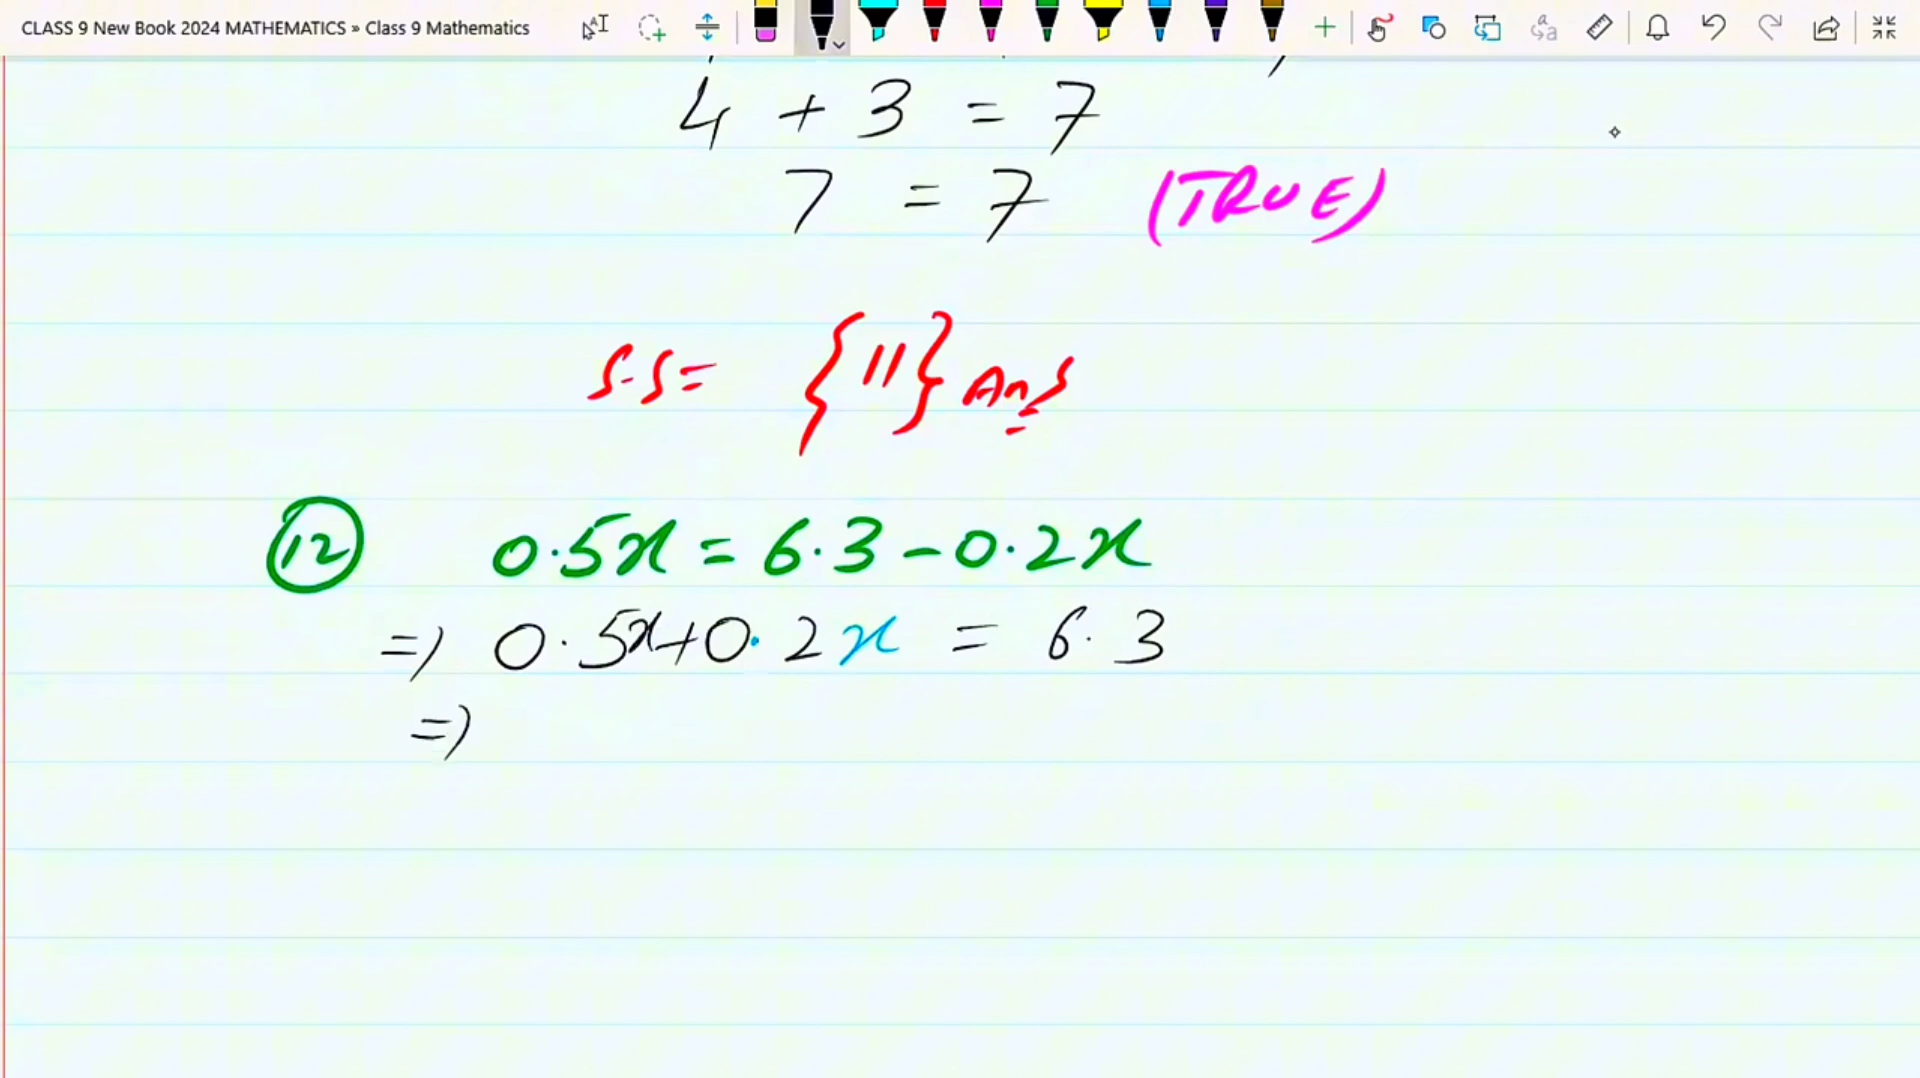 CLASS 9 New Book 2024 MATHEMATICS » Class 9 Mathematics
4 + 3 = 7
7 = 7 (TRUE)
S.S = {11} Ans
12 0.5x = 6.3 - 0.2x
=) 0.5x+0.2x = 6.3
=)